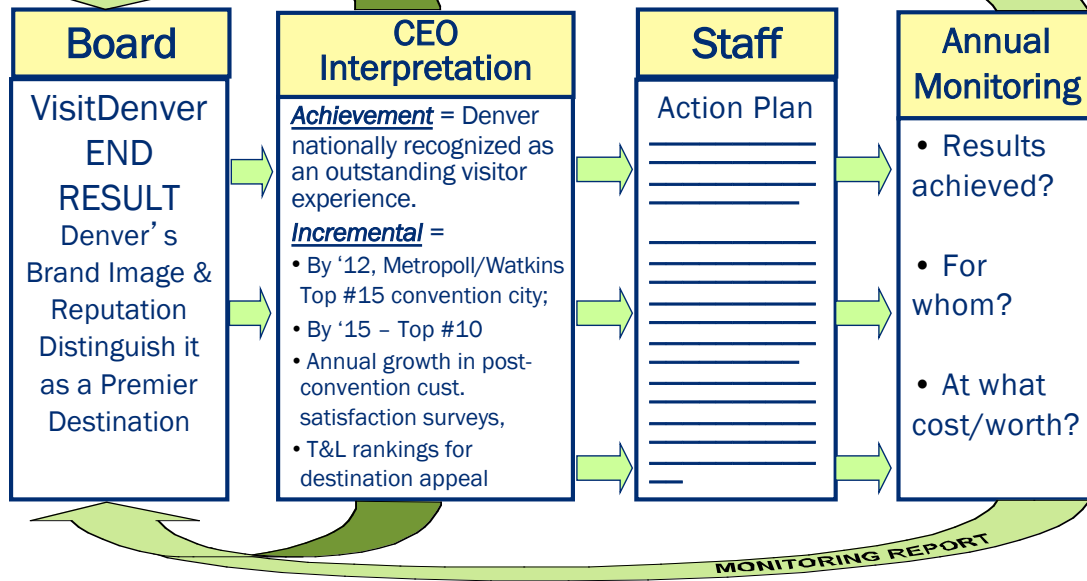 Board
VisitDenver
END
RESULT
Denver’s
Brand Image &
Reputation
Distinguish it
as a Premier
Destination
CEO
Interpretation
Achievement = Denver
nationally recognized as
an outstanding visitor
experience.
Incremental =
• By ‘12, Metropoll/Watkins
Top #15 convention city;
• By ‘15 – Top #10
• Annual growth in post-
convention cust.
satisfaction surveys,
• T&L rankings for
destination appeal
Staff
Action Plan
Annual
Monitoring
• Results
achieved?
• For
whom?
• At what
cost/worth?
MONITORING REPORT